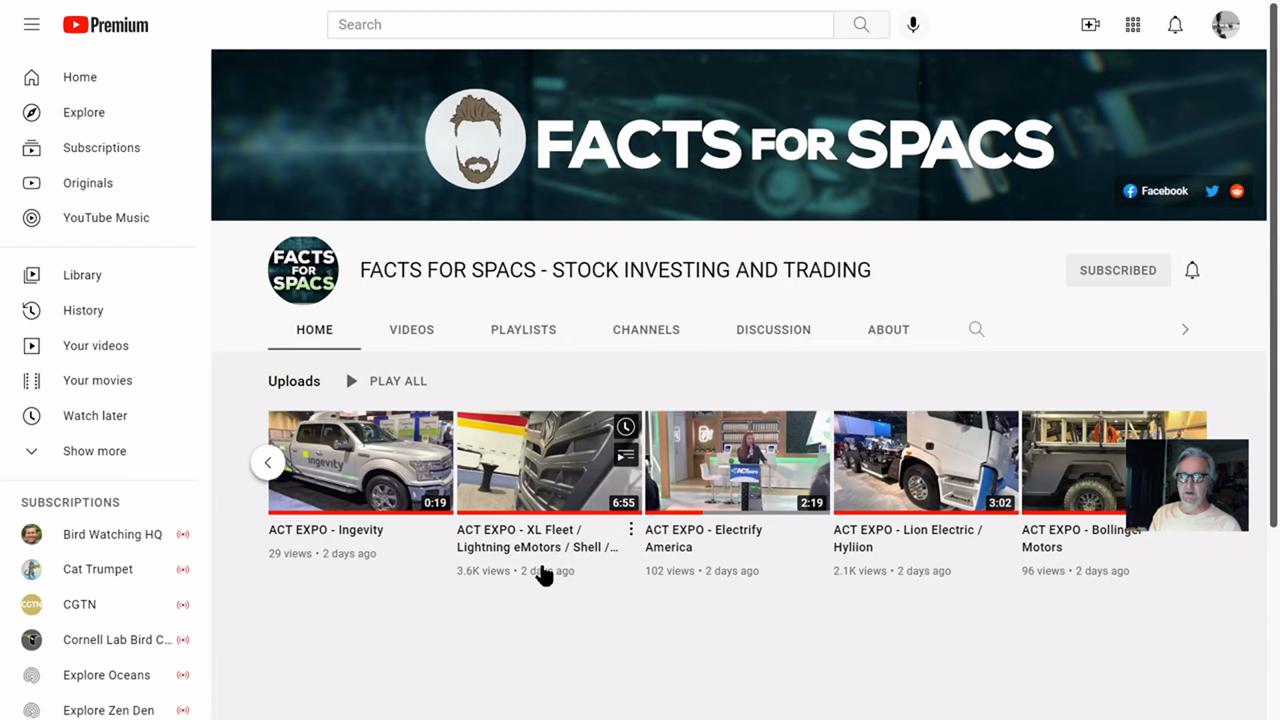 Premium
Search
Home
Explore
Subscriptions
Originals
YouTube Music
Library
History
Your videos
Your movies
Watch later
Show more
SUBSCRIPTIONS
Bird Watching HQ
Cat Trumpet
CGTN
CGTN
Cornell Lab Bird C...
Explore Oceans
Explore Zen Den
FACTS FOR SPACS
Facebook
FACTS
FOR
SPACS
FACTS FOR SPACS - STOCK INVESTING AND TRADING
SUBSCRIBED
HOME VIDEOS PLAYLISTS CHANNELS DISCUSSION ABOUT
Uploads PLAY ALL
ingevity
0:19
ACT EXPO - Ingevity
29 views • 2 days ago
6:55
ACT EXPO - XL Fleet /
Lightning eMotors / Shell /...
3.6K views • 2 days ago
ACT EXPO
2:19
ACT EXPO - Electrify
America
102 views • 2 days ago
3:02
ACT EXPO - Lion Electric /
Hyliion
2.1K views • 2 days ago
ACT EXPO - Bollinger
Motors
96 views • 2 days ago